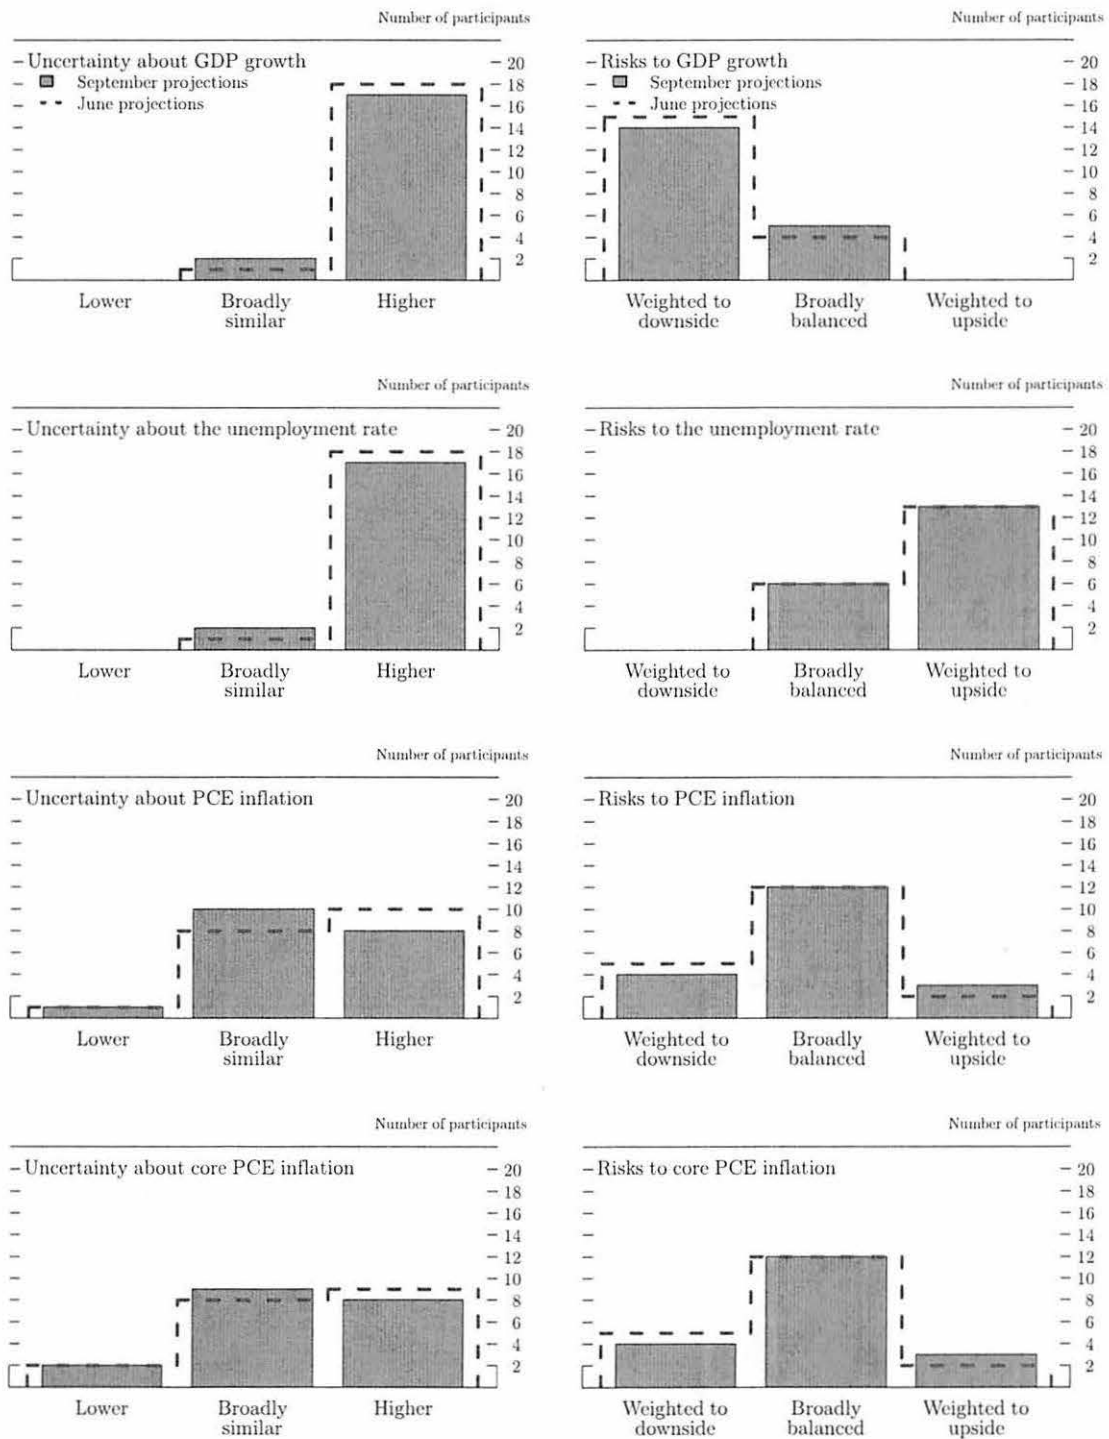 Number of participants
Uncertainty about GDP growth
September projections
June projections
20
18
16
14
12
10
8
6
4
2
Lower
Broadly
similar
Higher
Number of participants
Risks to GDP growth
September projections
June projections
20
18
16
14
12
10
8
6
4
2
Weighted to
downside
Broadly
balanced
Weighted to
upside
Number of participants
Uncertainty about the unemployment rate
20
18
16
14
12
10
8
6
4
2
Lower
Broadly
similar
Higher
Number of participants
Risks to the unemployment rate
20
18
16
14
12
10
8
6
4
2
Weighted to
downside
Broadly
balanced
Weighted to
upside
Number of participants
Uncertainty about PCE inflation
20
18
16
14
12
10
8
6
4
2
Lower
Broadly
similar
Higher
Number of participants
Risks to PCE inflation
20
18
16
14
12
10
8
6
4
2
Weighted to
downside
Broadly
balanced
Weighted to
upside
Number of participants
Uncertainty about core PCE inflation
20
18
16
14
12
10
8
6
4
2
Lower
Broadly
similar
Higher
Number of participants
Risks to core PCE inflation
20
18
16
14
12
10
8
6
4
2
Weighted to
downside
Broadly
balanced
Weighted to
upside